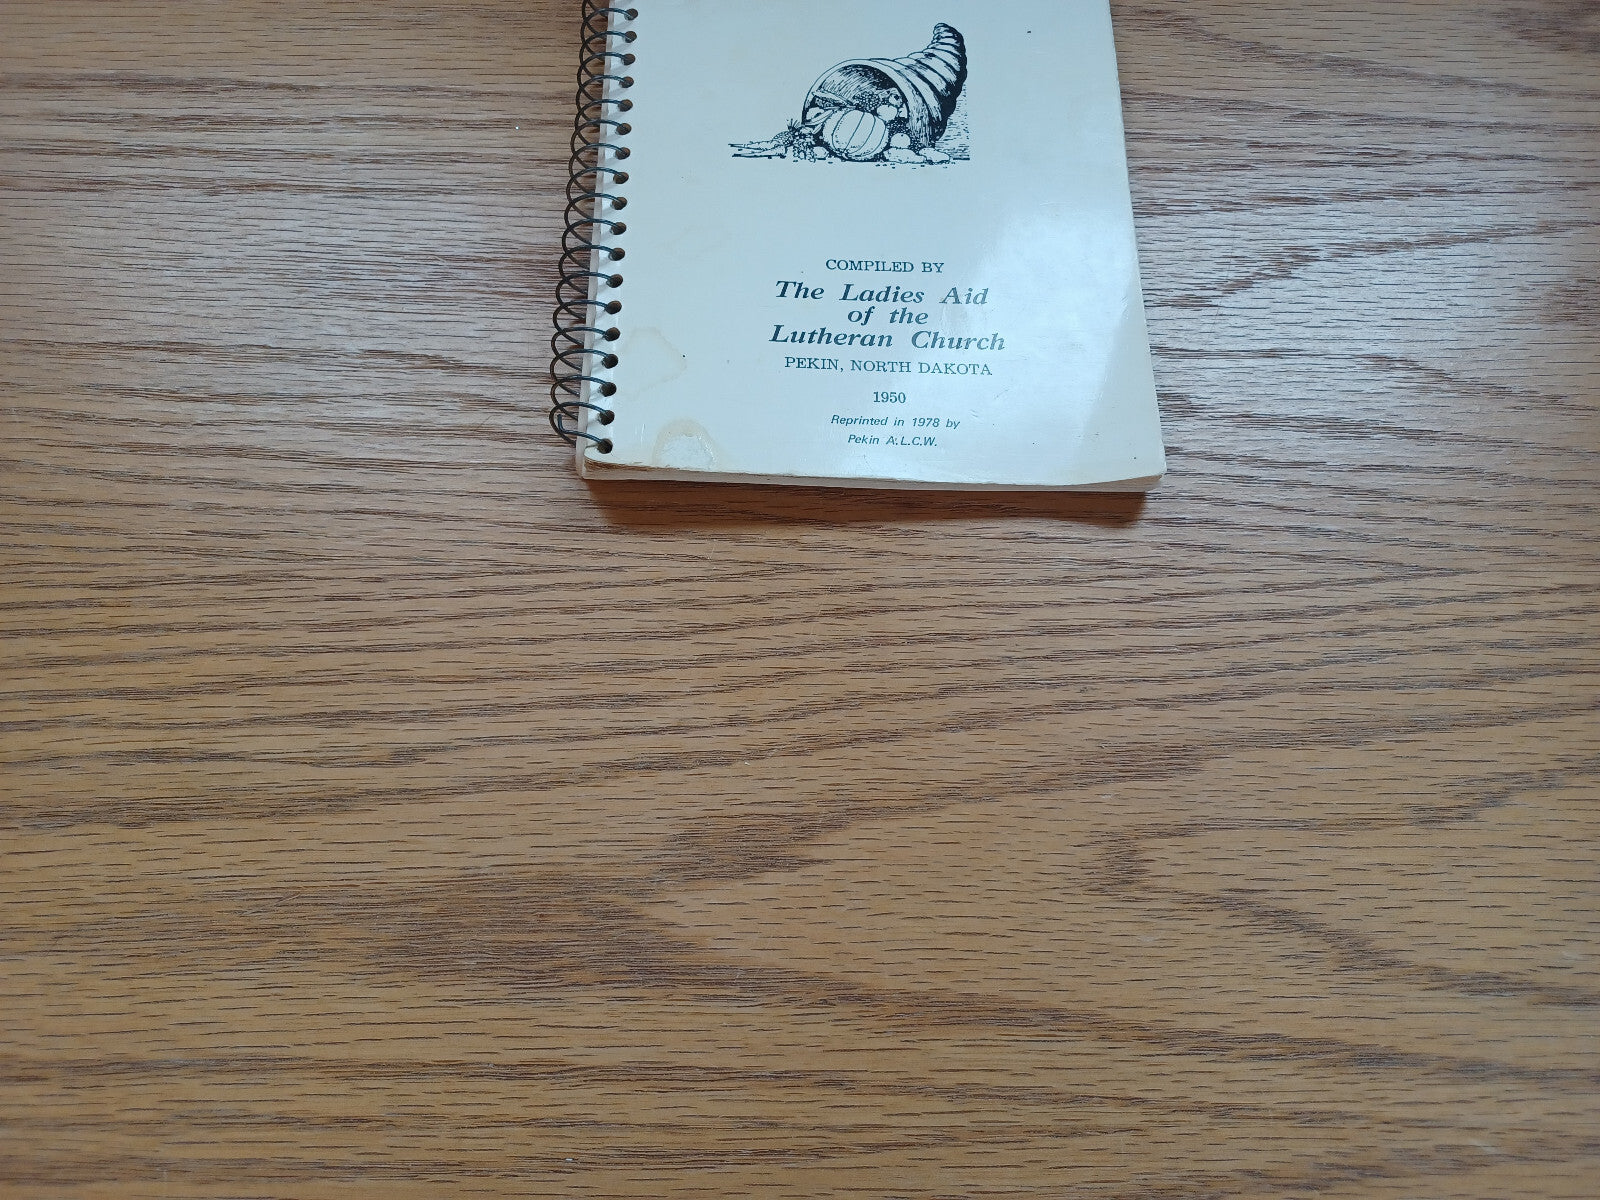 COMPILED BY
The Ladies Aid
of the
Lutheran Church
PEKIN, NORTH DAKOTA
1950
Reprinted in 1978 by
Pekin A.L.C.W.